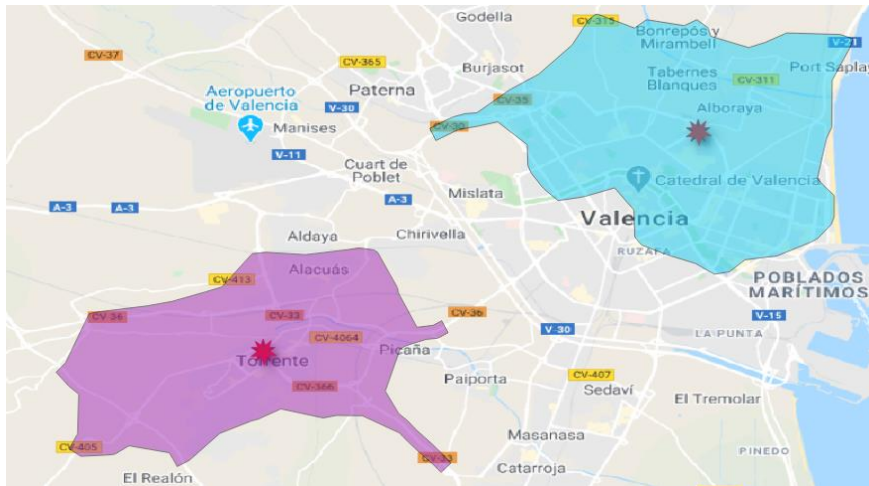 Godella
CV-315
Bonrepós y
Mirambell
V-21
CV-37
CV-365
Burjasot
Tabernes
Blanques
CV-311
Port Saplay
Aeropuerto
de Valencia
Paterna
V-30
CV-35
Alboraya
Manises
CV-30
V-11
Cuart de
Poblet
Mislata
Catedral de Valencia
A-3
A-3
Valencia
Aldaya
Chirivella
RUZAFA
Alacuás
CV-413
POBLADOS
MARÍTIMOS
CV-36
CV-33
CV-36
V-15
CV-4064
V-30
LA PUNTA
Torrente
Picaña
CV-366
Paiporta
CV-407
Sedaví
El Tremolar
Masanasa
CV-405
CV-33
PINEDO
El Realón
Catarroja